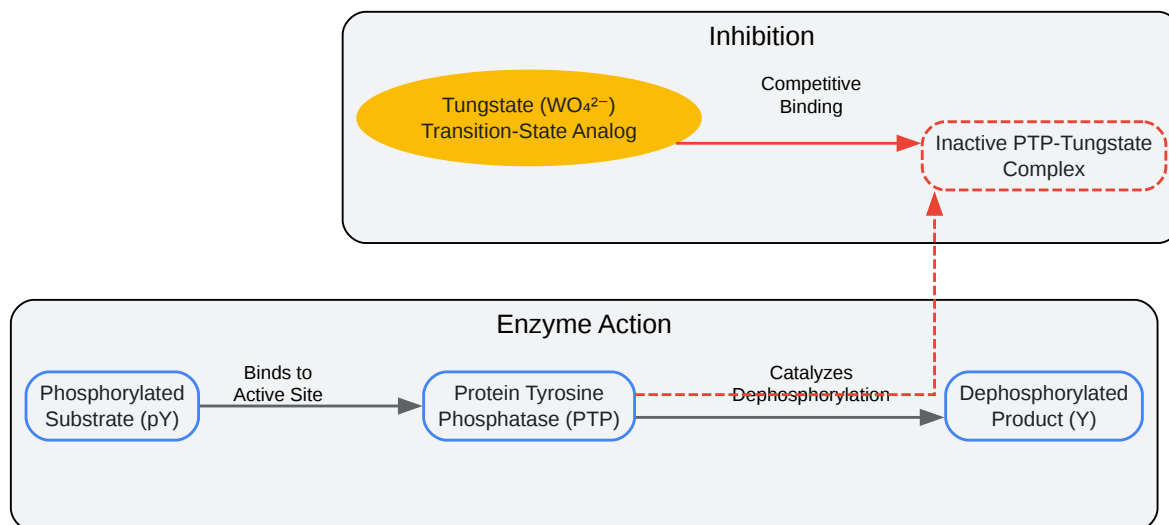 Inhibition
Tungstate (WO₄²⁻)
Transition-State Analog
Competitive
Binding
Inactive PTP-Tungstate
Complex
Enzyme Action
Phosphorylated
Substrate (pY)
Binds to
Active Site
Protein Tyrosine
Phosphatase (PTP)
Catalyzes
Dephosphorylation
Dephosphorylated
Product (Y)